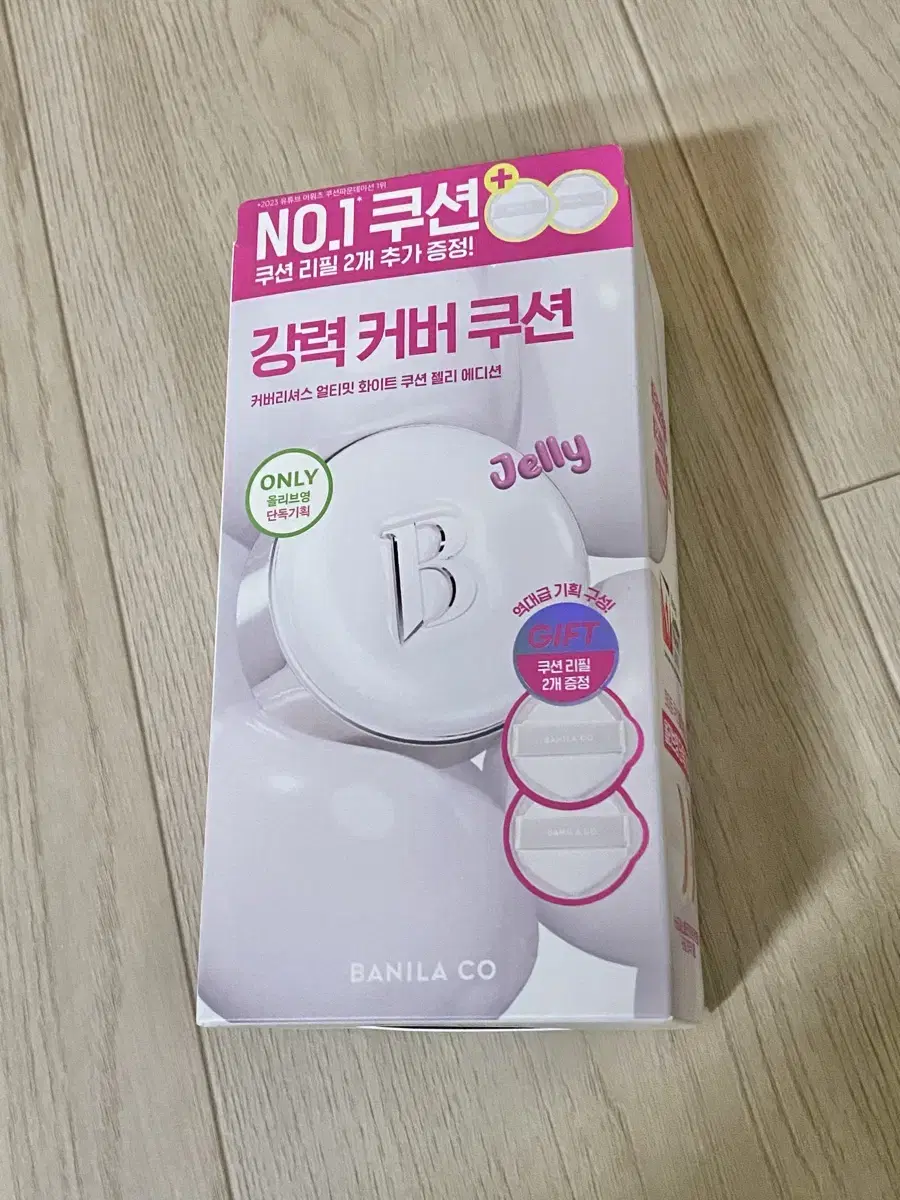 *2023 유튜브 어워즈 쿠션파운데이션 1위
NO.1* 쿠션
쿠션 리필 2개 추가 증정!
강력 커버 쿠션
커버리셔스 얼티밋 화이트 쿠션 젤리 에디션
Jelly
ONLY
올리브영
단독기획
B
역대급 기획 구성!
GIFT
쿠션 리필
2개 증정
BANILA CO
BANILA CO
BANILA CO